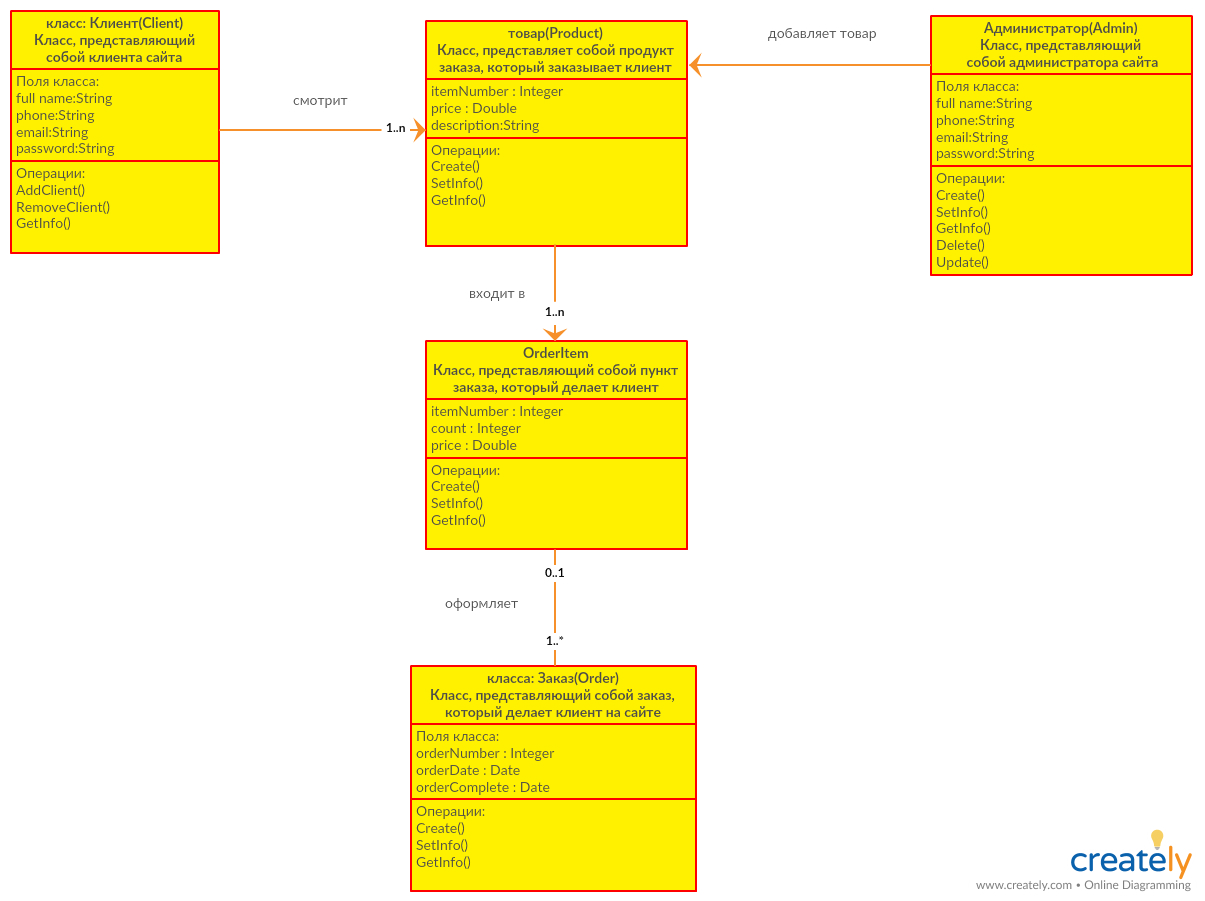 класс: Клиент(Client)
Класс, представляющий
собой клиента сайта
Поля класса:
full name:String
phone:String
email:String
password:String
Операции:
AddClient()
RemoveClient()
GetInfo()
смотрит
1..n
товар(Product)
Класс, представляет собой продукт
заказа, который заказывает клиент
itemNumber : Integer
price : Double
description:String
Операции:
Create()
SetInfo()
GetInfo()
добавляет товар
Администратор(Admin)
Класс, представляющий
собой администратора сайта
Поля класса:
full name:String
phone:String
email:String
password:String
Операции:
Create()
SetInfo()
GetInfo()
Delete()
Update()
входит в
1..n
OrderItem
Класс, представляющий собой пункт
заказа, который делает клиент
itemNumber : Integer
count : Integer
price : Double
Операции:
Create()
SetInfo()
GetInfo()
0..1
оформляет
1..*
класса: Заказ(Order)
Класс, представляющий собой заказ,
который делает клиент на сайте
Поля класса:
orderNumber : Integer
orderDate : Date
orderComplete : Date
Операции:
Create()
SetInfo()
GetInfo()
creately
www.creately.com • Online Diagramming